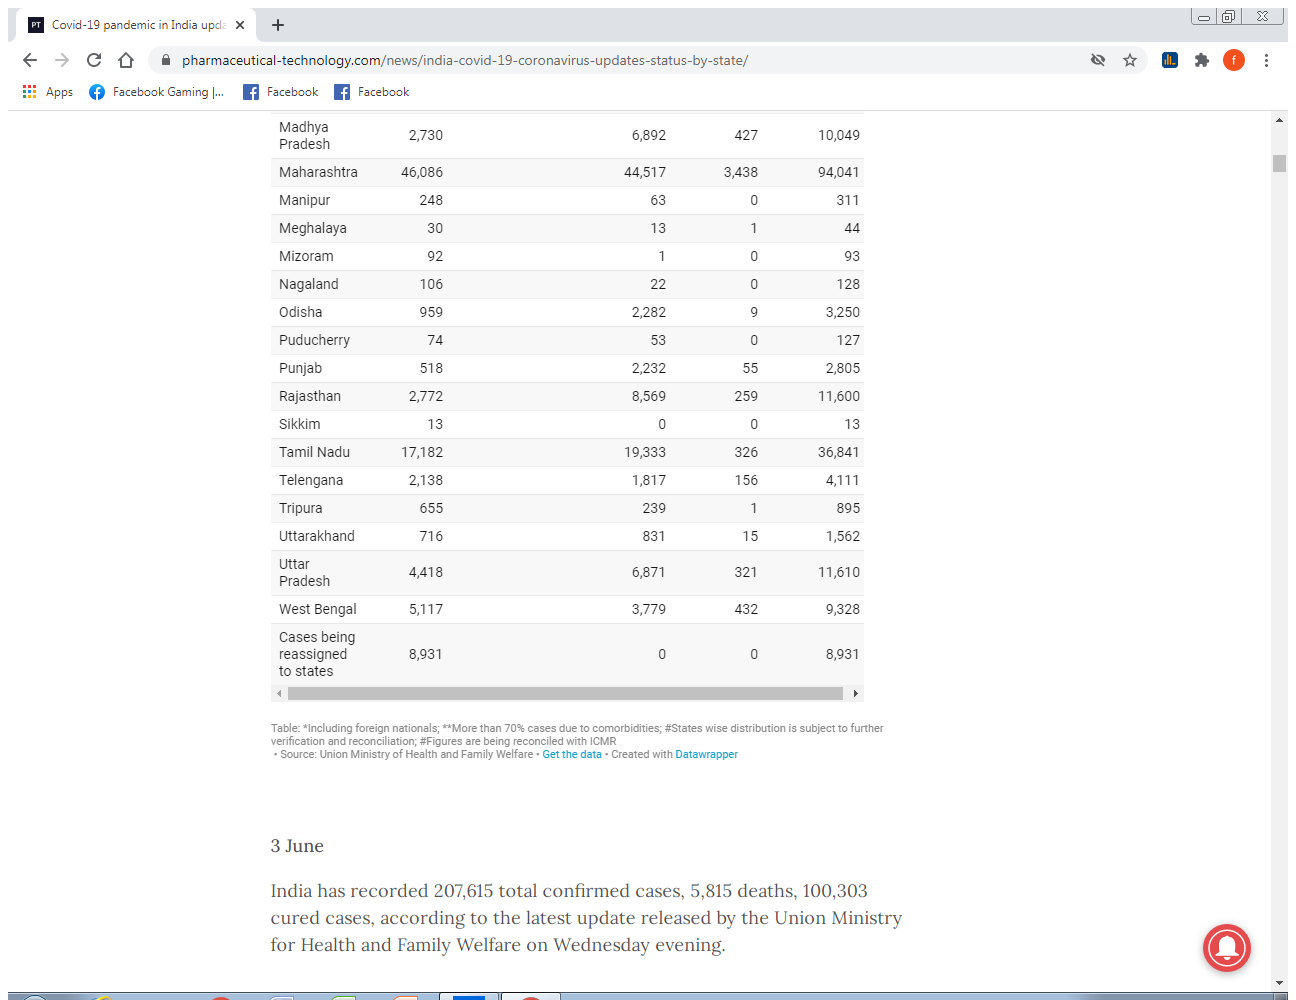 PT Covid-19 pandemic in India upda
pharmaceutical-technology.com/news/india-covid-19-coronavirus-updates-status-by-state/
f
Apps Facebook Gaming |... Facebook Facebook
Madhya
Pradesh 2,730 6,892 427 10,049
Maharashtra 46,086 44,517 3,438 94,041
Manipur 248 63 0 311
Meghalaya 30 13 1 44
Mizoram 92 1 0 93
Nagaland 106 22 0 128
Odisha 959 2,282 9 3,250
Puducherry 74 53 0 127
Punjab 518 2,232 55 2,805
Rajasthan 2,772 8,569 259 11,600
Sikkim 13 0 0 13
Tamil Nadu 17,182 19,333 326 36,841
Telengana 2,138 1,817 156 4,111
Tripura 655 239 1 895
Uttarakhand 716 831 15 1,562
Uttar
Pradesh 4,418 6,871 321 11,610
West Bengal 5,117 3,779 432 9,328
Cases being
reassigned 8,931 0 0 8,931
to states
Table: *Including foreign nationals; **More than 70% cases due to comorbidities; #States wise distribution is subject to further
verification and reconciliation; #Figures are being reconciled with ICMR
• Source: Union Ministry of Health and Family Welfare • Get the data • Created with Datawrapper
3 June
India has recorded 207,615 total confirmed cases, 5,815 deaths, 100,303
cured cases, according to the latest update released by the Union Ministry
for Health and Family Welfare on Wednesday evening.